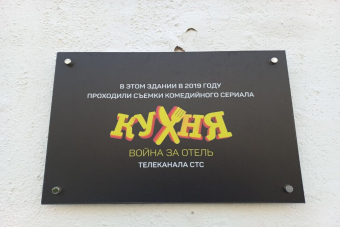 В ЭТОМ ЗДАНИИ В 2019 ГОДУ
ПРОХОДИЛИ СЪЕМКИ КОМЕДИЙНОГО СЕРИАЛА
КУХНЯ
ВОЙНА ЗА ОТЕЛЬ
ТЕЛЕКАНАЛА СТС